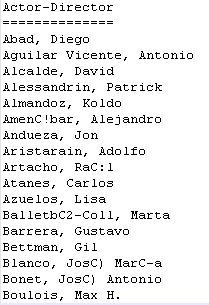 Actor-Director
==============
Abad, Diego
Aguilar Vicente, Antonio
Alcalde, David
Alessandrin, Patrick
Almandoz, Koldo
AmenC!bar, Alejandro
Andueza, Jon
Aristarain, Adolfo
Artacho, RaC:l
Atanes, Carlos
Azuelos, Lisa
BalletbC2-Coll, Marta
Barrera, Gustavo
Bettman, Gil
Blanco, JosC) MarC-a
Bonet, JosC) Antonio
Boulois, Max H.